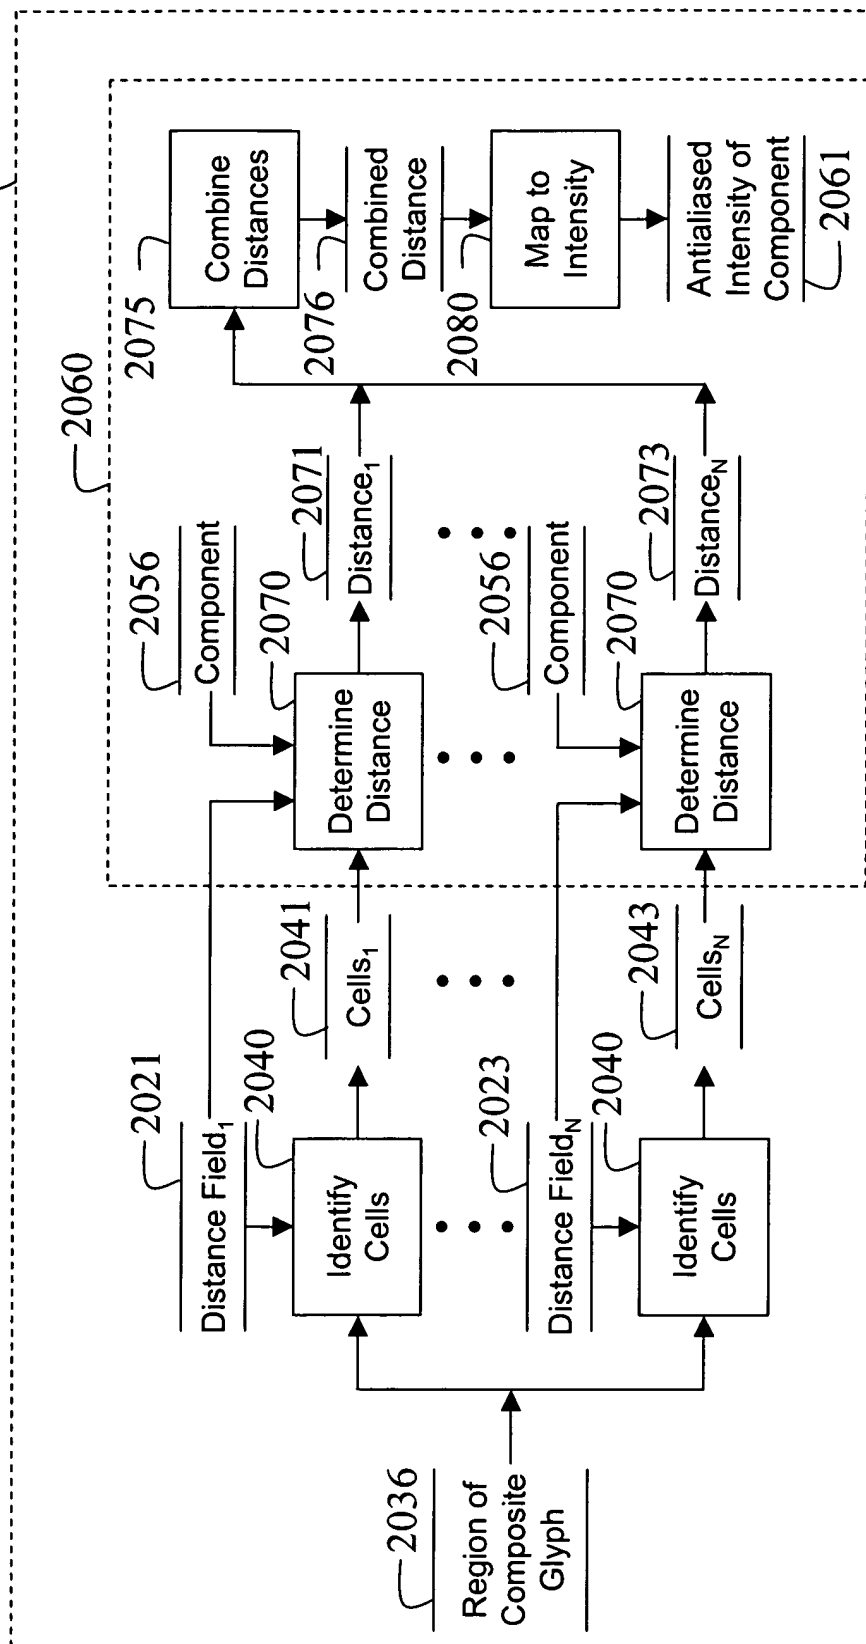 2036
Region of
Composite
Glyph
2021
Distance Field1
2040
Identify
Cells
2041
Cells1
2056
Component
2070
Determine
Distance
2071
Distance1
2023
Distance FieldN
2040
Identify
Cells
2043
CellsN
2056
Component
2070
Determine
Distance
2073
DistanceN
2060
2075
Combine
Distances
2076
Combined
Distance
2080
Map to
Intensity
Antialiased
Intensity of
Component
2061